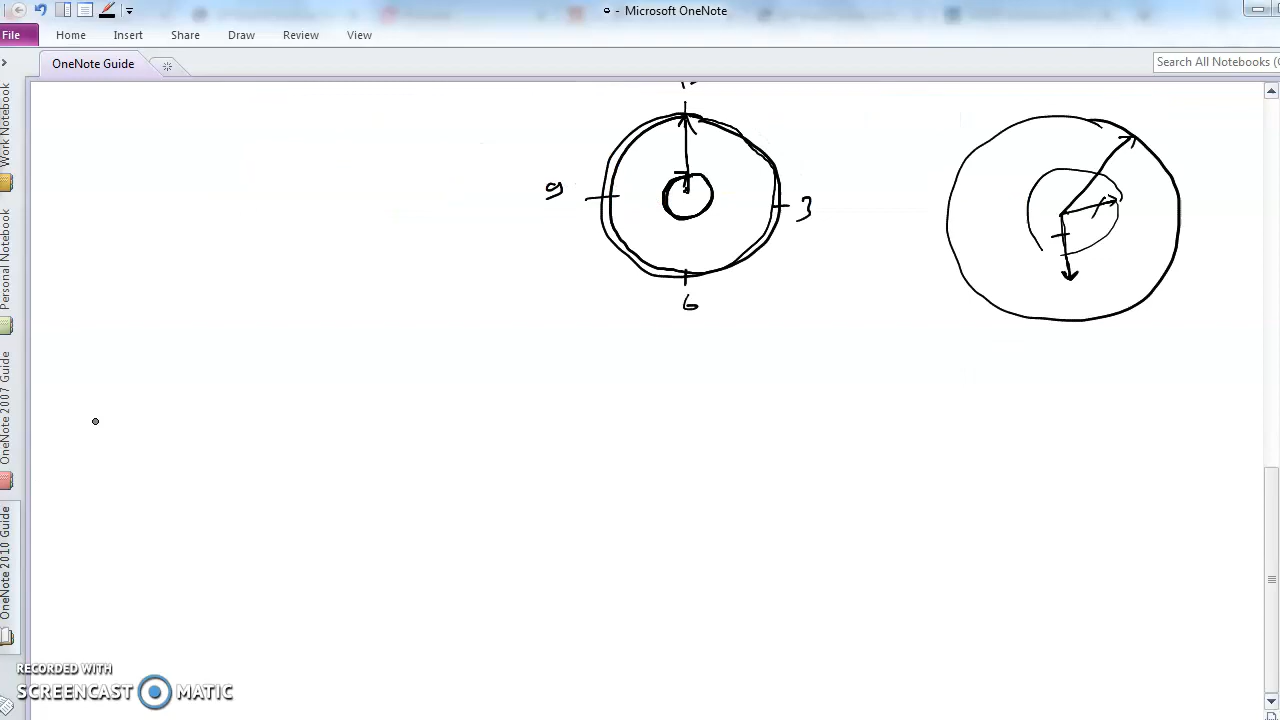 - Microsoft OneNote
File Home Insert Share Draw Review View
OneNote Guide
Search All Notebooks (C
Work Notebook
Personal Notebook
OneNote 2007 Guide
OneNote 2010 Guide
9
3
6
RECORDED WITH
SCREENCAST MATIC